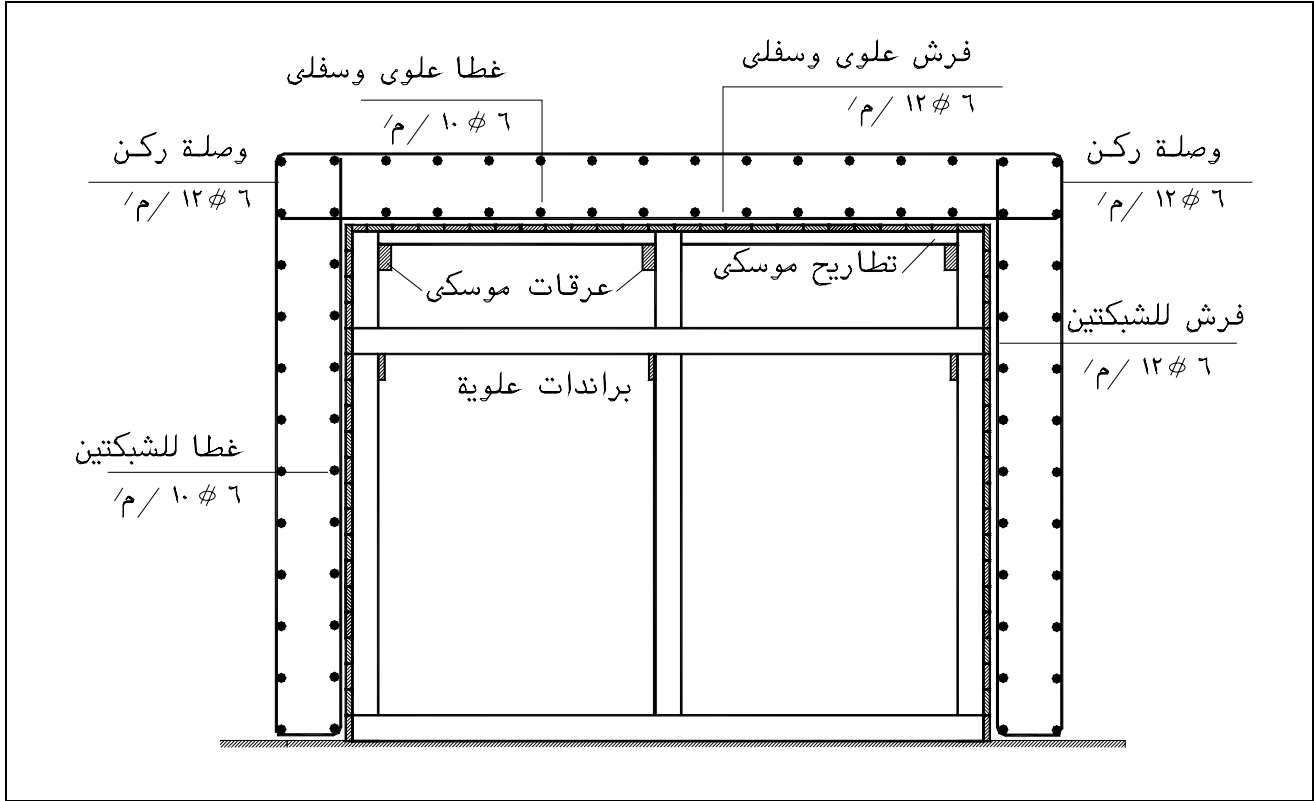 فرش علوى وسفلى
٦ ϕ ١٢ /م/
غطا علوى وسفلى
٦ ϕ ١٠ /م/
وصلة ركن
٦ ϕ ١٢ /م/
وصلة ركن
٦ ϕ ١٢ /م/
تطاريح موسكى
عرقات موسكى
فرش للشبكتين
٦ ϕ ١٢ /م/
براندات علوية
غطا للشبكتين
٦ ϕ ١٠ /م/